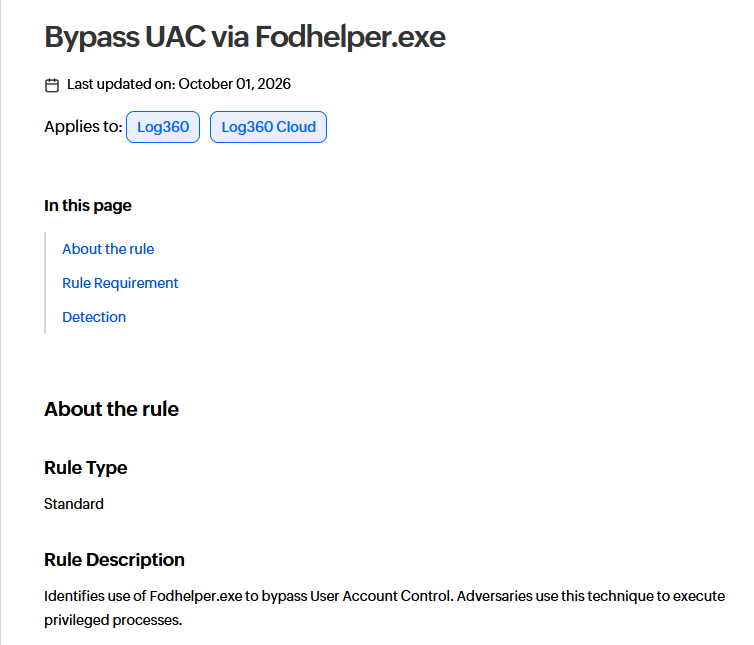 Bypass UAC via Fodhelper.exe
Last updated on: October 01, 2026
Applies to: Log360 Log360 Cloud
In this page
About the rule
Rule Requirement
Detection
About the rule
Rule Type
Standard
Rule Description
Identifies use of Fodhelper.exe to bypass User Account Control. Adversaries use this technique to execute
privileged processes.